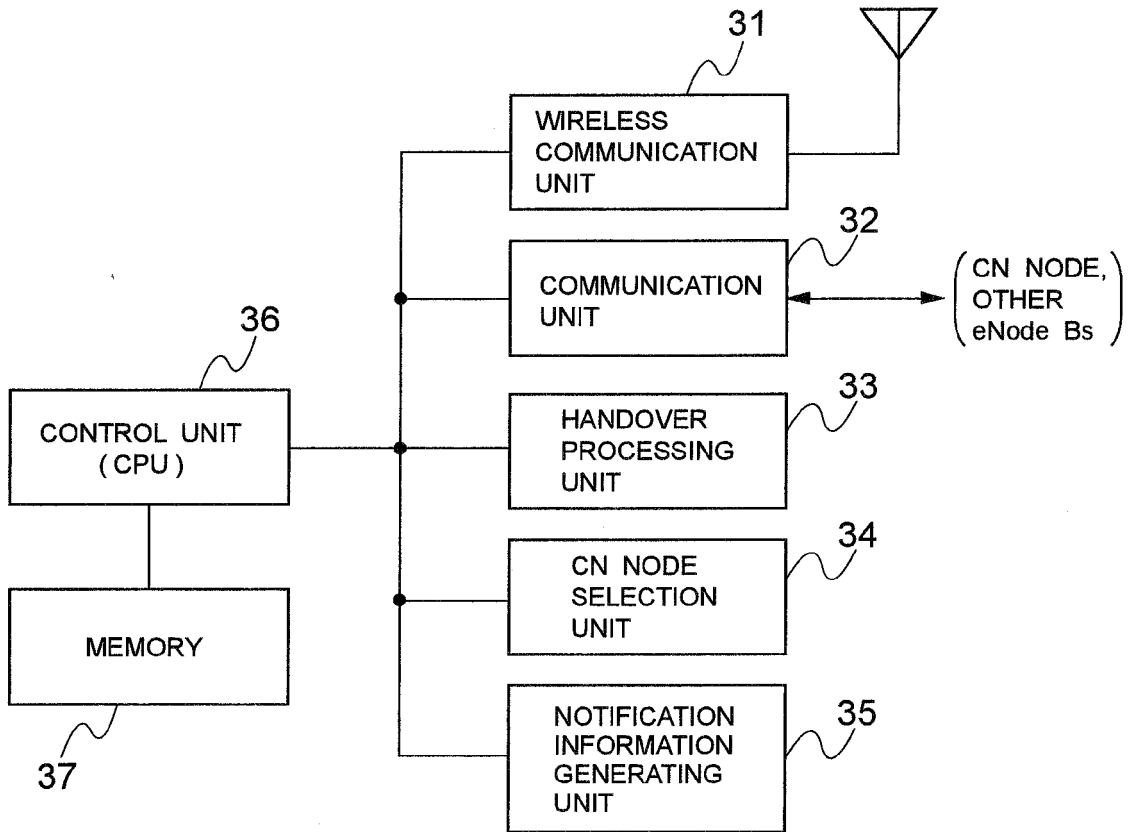 31
WIRELESS
COMMUNICATION
UNIT
32
COMMUNICATION
UNIT
CN NODE,
OTHER
eNode Bs
36
CONTROL UNIT
( CPU )
33
HANDOVER
PROCESSING
UNIT
34
CN NODE
SELECTION
UNIT
MEMORY
37
35
NOTIFICATION
INFORMATION
GENERATING
UNIT